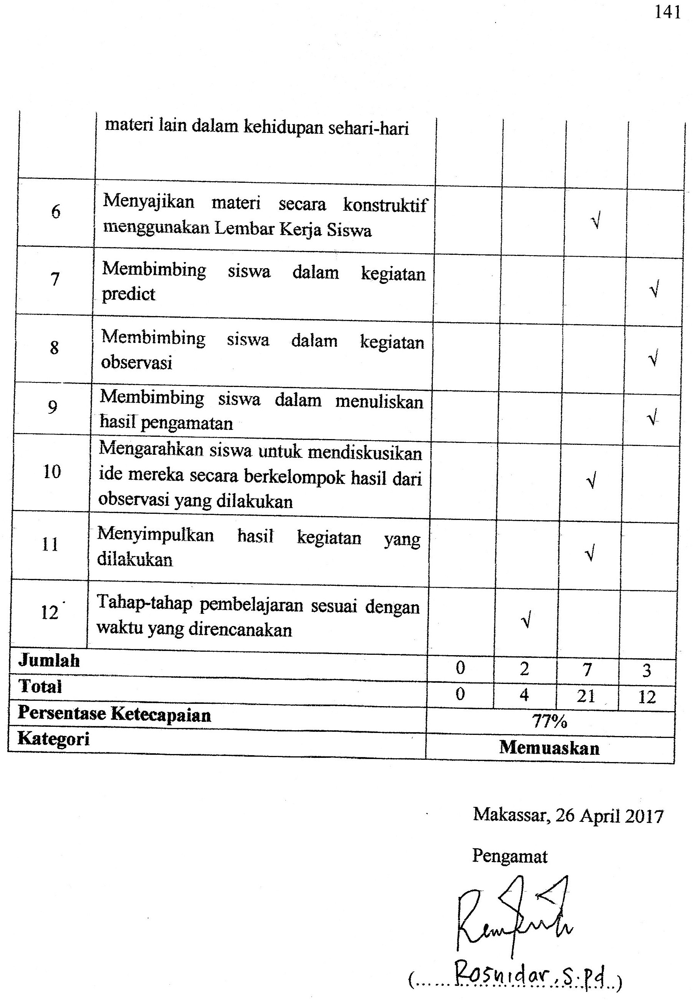 141
materi lain dalam kehidupan sehari-hari
6
Menyajikan materi secara konstruktif
menggunakan Lembar Kerja Siswa
√
7
Membimbing siswa dalam kegiatan
predict
√
8
Membimbing siswa dalam kegiatan
observasi
√
9
Membimbing siswa dalam menuliskan
hasil pengamatan
√
10
Mengarahkan siswa untuk mendiskusikan
ide mereka secara berkelompok hasil dari
observasi yang dilakukan
√
11
Menyimpulkan hasil kegiatan yang
dilakukan
√
12
Tahap-tahap pembelajaran sesuai dengan
waktu yang direncanakan
√
Jumlah 0 2 7 3
Total 0 4 21 12
Persentase Ketecapaian 77%
Kategori Memuaskan
Makassar, 26 April 2017
Pengamat
(......Rosnidar, S.Pd..)